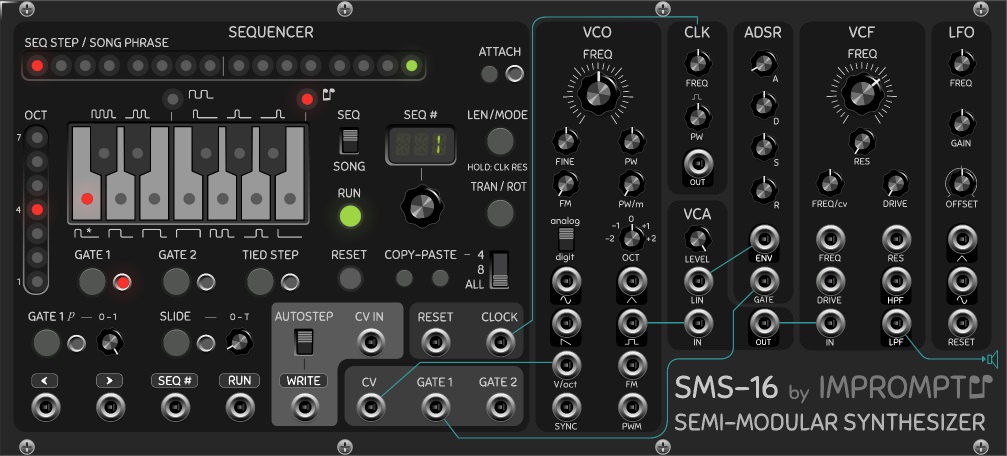 SEQUENCER
SEQ STEP / SONG PHRASE
ATTACH
OCT
7
4
1
SEQ
SONG
RUN
SEQ #
1
LEN/MODE
HOLD: CLK RES
TRAN / ROT
GATE 1
GATE 2
TIED STEP
RESET
COPY-PASTE
4
8
ALL
GATE 1 P
0-1
SLIDE
0-T
AUTOSTEP
WRITE
CV IN
RESET
CLOCK
<
>
SEQ #
RUN
CV
GATE 1
GATE 2
VCO
FREQ
FINE
PW
FM
PW/m
analog
digit
-1
0
+1
-2
+2
OCT
V/oct
FM
SYNC
PWM
CLK
FREQ
PW
OUT
VCA
LEVEL
LIN
IN
ADSR
A
D
S
R
ENV
GATE
OUT
VCF
FREQ
RES
FREQ/cv
DRIVE
FREQ
RES
DRIVE
HPF
IN
LPF
LFO
FREQ
GAIN
OFFSET
RESET
SMS-16 by IMPROMPT
SEMI-MODULAR SYNTHESIZER